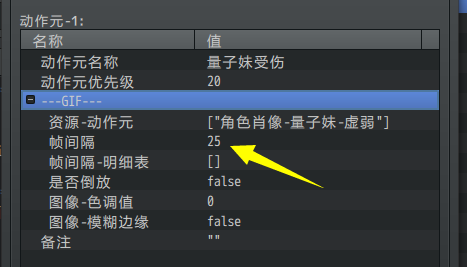 动作元-1:
名称 值
动作元名称 量子妹受伤
动作元优先级 20
---GIF---
资源-动作元 ["角色肖像-量子妹-虚弱"]
帧间隔 25
帧间隔-明细表 []
是否倒放 false
图像-色调值 0
图像-模糊边缘 false
备注 ""